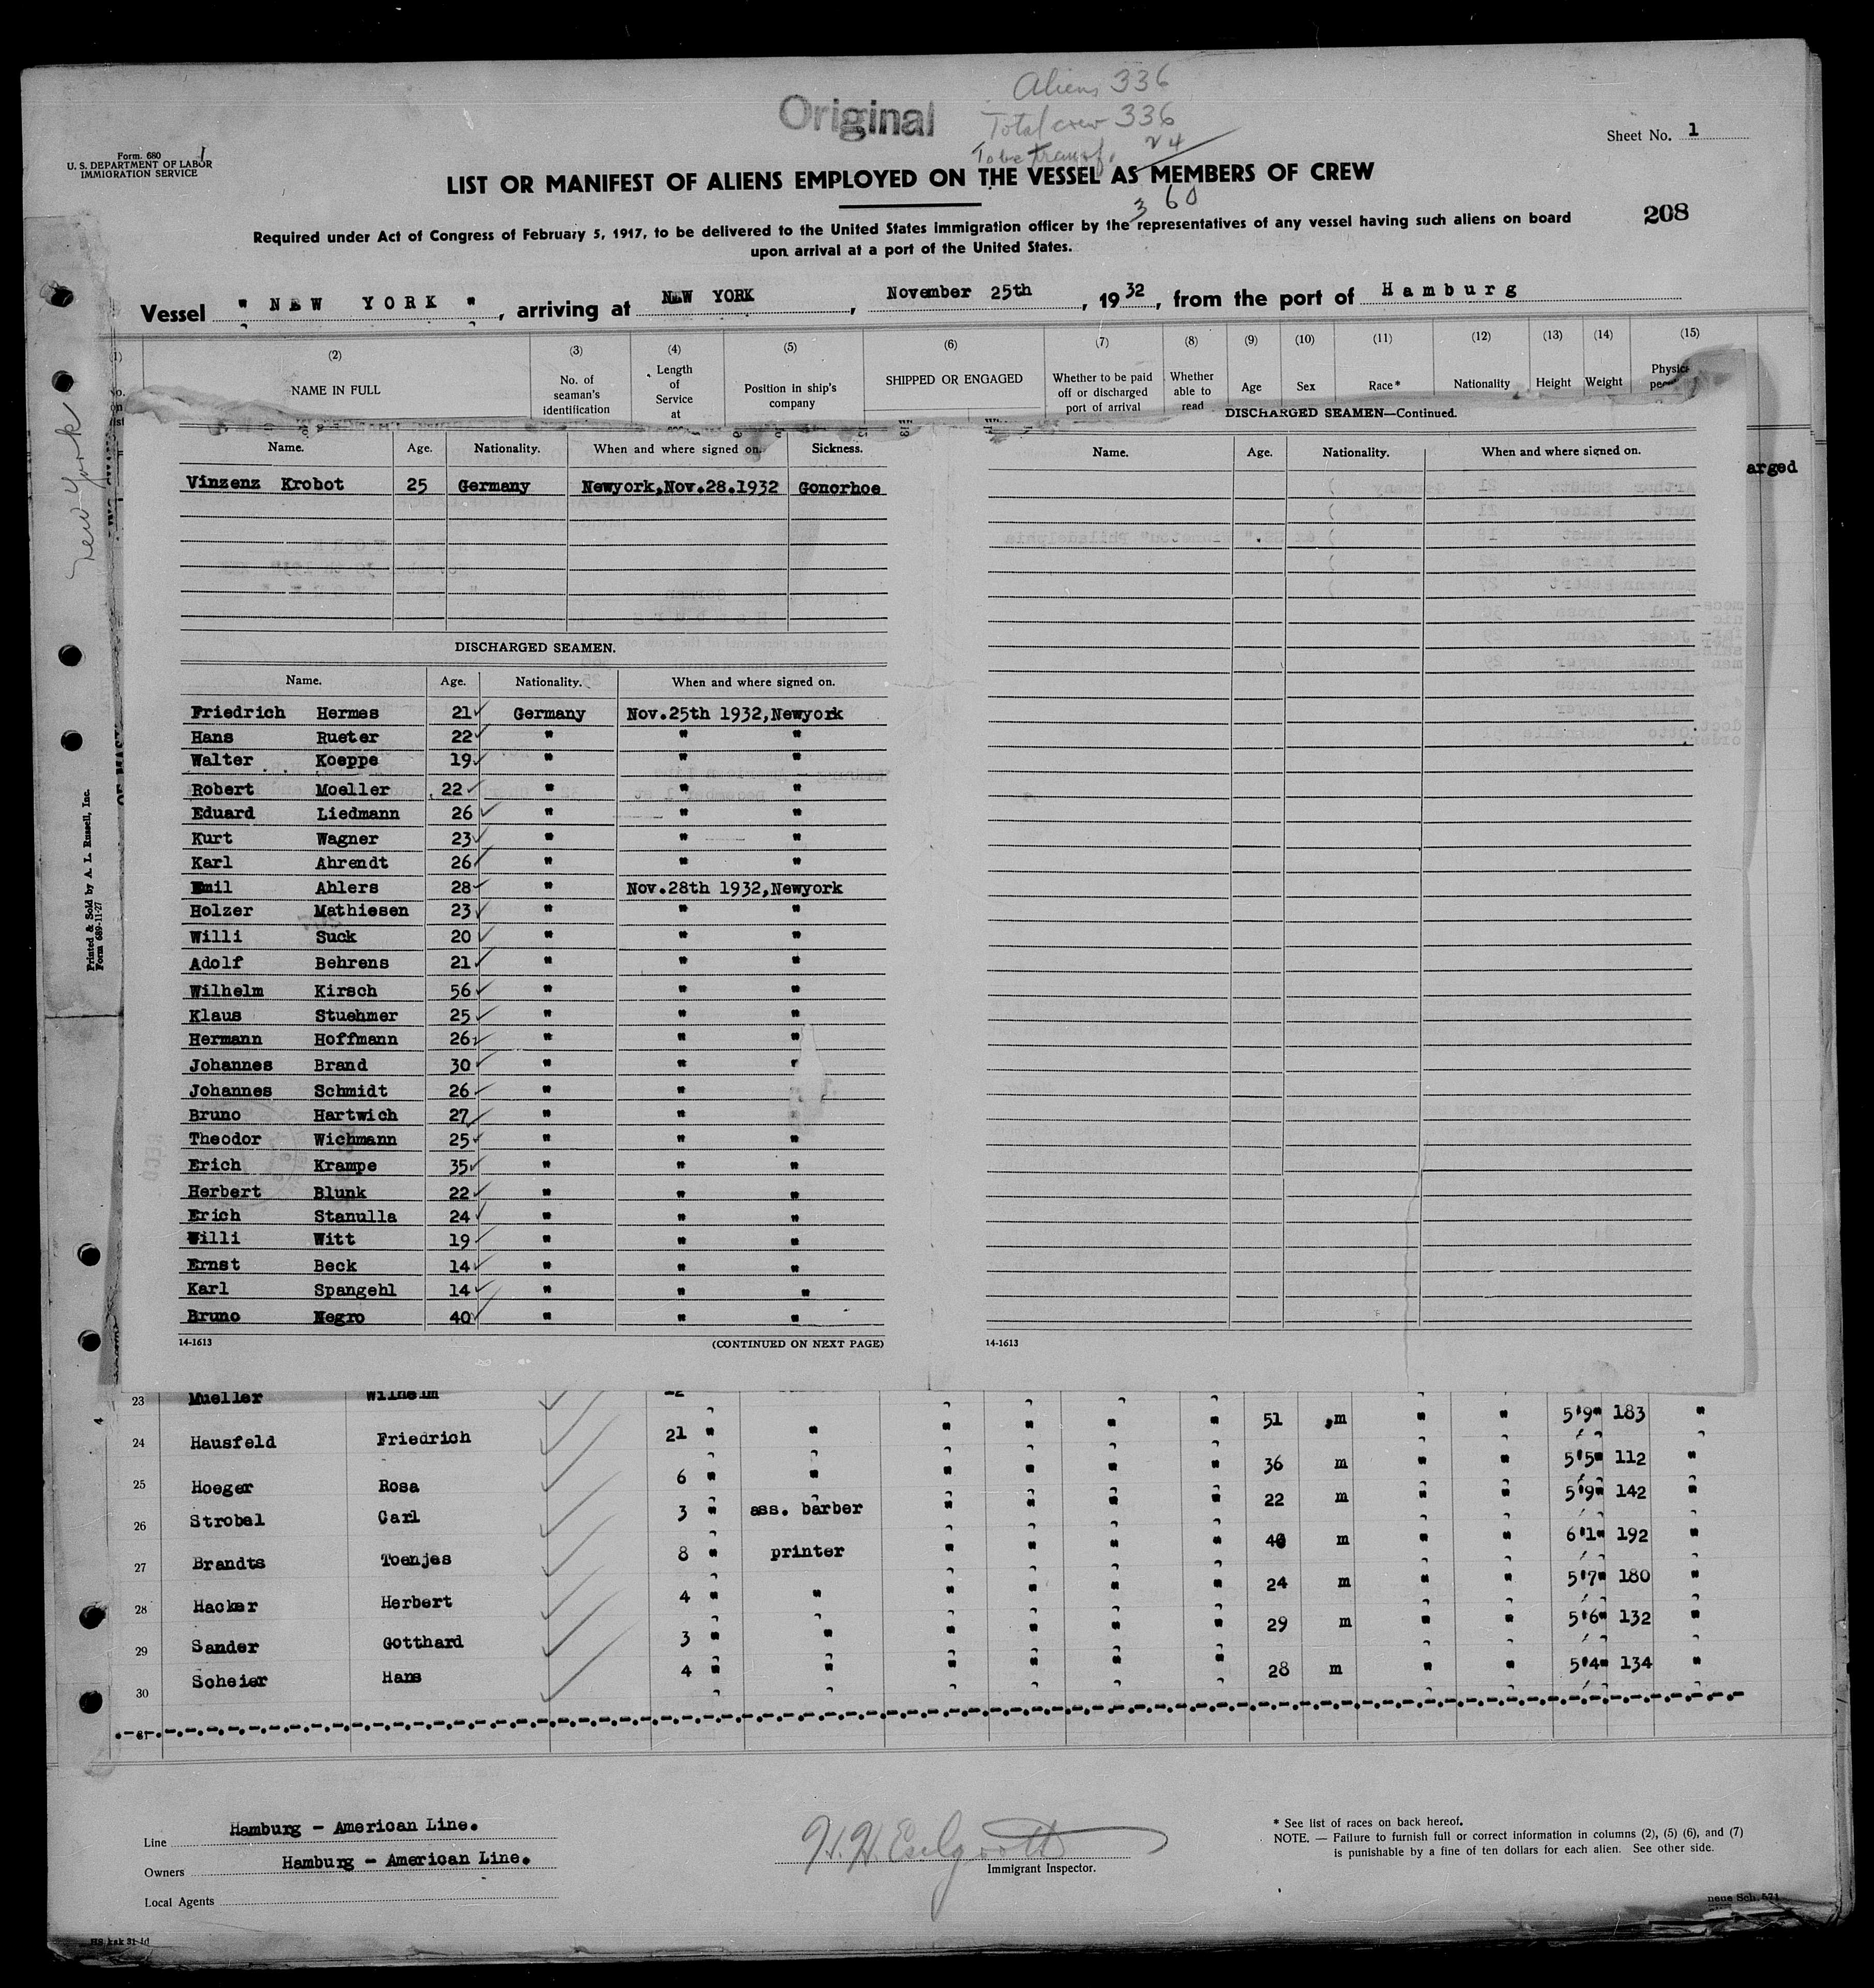 Aliens 336
Original
Total crew 336
To be transf. 24
Sheet No. 1
Form. 680
U. S. DEPARTMENT OF LABOR
IMMIGRATION SERVICE
LIST OR MANIFEST OF ALIENS EMPLOYED ON THE VESSEL AS MEMBERS OF CREW
360
208
Required under Act of Congress of February 5, 1917, to be delivered to the United States immigration officer by the representatives of any vessel having such aliens on board
upon arrival at a port of the United States.
Vessel " NEW YORK ", arriving at NEW YORK, November 25th, 1932, from the port of Hamburg
(1) (2) (3) (4) (5) (6) (7) (8) (9) (10) (11) (12) (13) (14) (15)
NAME IN FULL
No. of seaman's identification
Length of Service at
Position in ship's company
SHIPPED OR ENGAGED
Whether to be paid off or discharged port of arrival
Whether able to read
Age
Sex
Race*
Nationality
Height
Weight
New York
DISCHARGED SEAMEN—Continued.
Name. Age. Nationality. When and where signed on. Sickness.
Name. Age. Nationality. When and where signed on.
arged
Vinzenz Krobot 25 Germany Newyork,Nov.28.1932 Gonorhoe
DISCHARGED SEAMEN.
Name. Age. Nationality. When and where signed on.
Friedrich Hermes 21 Germany Nov.25th 1932,Newyork
Hans Rueter 22 " " "
Walter Koeppe 19 " " "
Robert Moeller 22 " " "
Eduard Liedmann 26 " " "
Kurt Wagner 23 " " "
Karl Ahrendt 26 " " "
Emil Ahlers 28 " Nov.28th 1932,Newyork
Holzer Mathiesen 23 " " "
Willi Suck 20 " " "
Adolf Behrens 21 " " "
Wilhelm Kirsch 56 " " "
Klaus Stuehmer 25 " " "
Hermann Hoffmann 26 " " "
Johannes Brand 30 " " "
Johannes Schmidt 26 " "
Bruno Hartwich 27 " "
Theodor Wichmann 25 " " "
Erich Krampe 35 " " "
Herbert Blunk 22 " " "
Erich Stanulla 24 " " "
Willi Witt 19 " " "
Ernst Beck 14 " " "
Karl Spangehl 14 " " "
Bruno Negro 40 " " "
14-1613 (CONTINUED ON NEXT PAGE)
14-1613
Printed & Sold by A. L. Russell, Inc.
Form 689-11-27
23 Mueller Wilhelm
24 Hausfeld Friedrich 21 " " " " " " 51 m " " 5'9" 183 "
25 Hoeger Rosa 6 " " " " " " 36 m " " 5'5" 112 "
26 Strobel Carl 3 " ass. barber " " " " 22 m " " 5'9" 142 "
27 Brandts Toenjes 8 " printer " " " " 40 m " " 6'1" 192 "
28 Hacker Herbert 4 " " " " " " 24 m " " 5'7" 180 "
29 Sander Gotthard 3 " " " " " " 29 m " " 5'6" 132 "
30 Scheier Hans 4 " " " " " " 28 m " " 5'4" 134 "
31
Line Hamburg - American Line.
Owners Hamburg - American Line.
Local Agents
Immigrant Inspector.
* See list of races on back hereof.
NOTE. — Failure to furnish full or correct information in columns (2), (5) (6), and (7)
is punishable by a fine of ten dollars for each alien. See other side.
neue Sch. 571